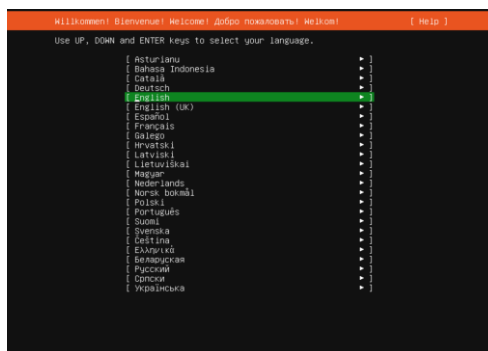 Willkommen! Bienvenue! Welcome! Добро пожаловать! Welkom! [ Help ]
Use UP, DOWN and ENTER keys to select your language.
[ Asturianu ► ]
[ Bahasa Indonesia ► ]
[ Català ► ]
[ Deutsch ► ]
[ English ► ]
[ English (UK) ► ]
[ Español ► ]
[ Français ► ]
[ Galego ► ]
[ Hrvatski ► ]
[ Latviski ► ]
[ Lietuviškai ► ]
[ Magyar ► ]
[ Nederlands ► ]
[ Norsk bokmål ► ]
[ Polski ► ]
[ Português ► ]
[ Suomi ► ]
[ Svenska ► ]
[ Čeština ► ]
[ Ελληνικά ► ]
[ Беларуская ► ]
[ Русский ► ]
[ Српски ► ]
[ Українська ► ]